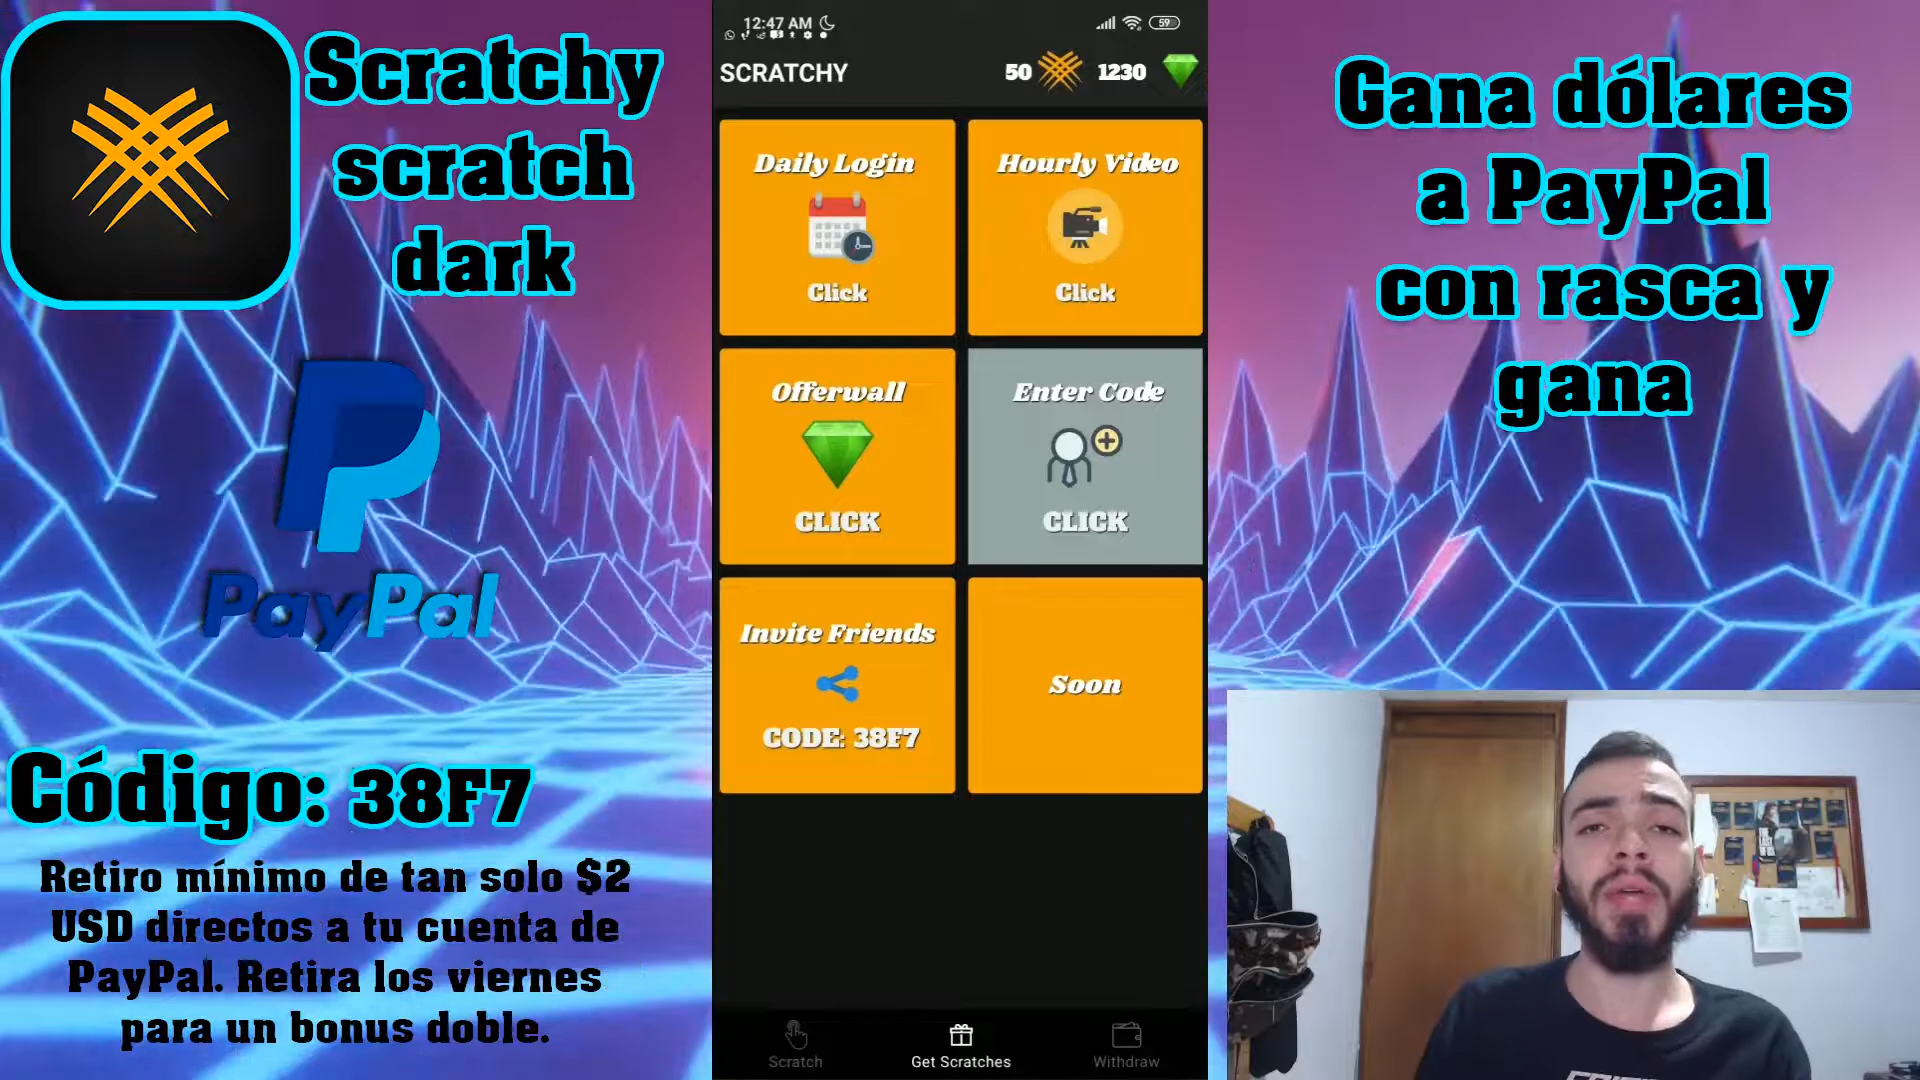 Scratchy
scratch
dark
PayPal
Código: 38F7
Retiro mínimo de tan solo $2
USD directos a tu cuenta de
PayPal. Retira los viernes
para un bonus doble.
12:47 AM
59
SCRATCHY
50
1230
Daily Login
Click
Hourly Video
Click
Offerwall
CLICK
Enter Code
CLICK
Invite Friends
CODE: 38F7
Soon
Scratch
Get Scratches
Withdraw
Gana dólares
a PayPal
con rasca y
gana